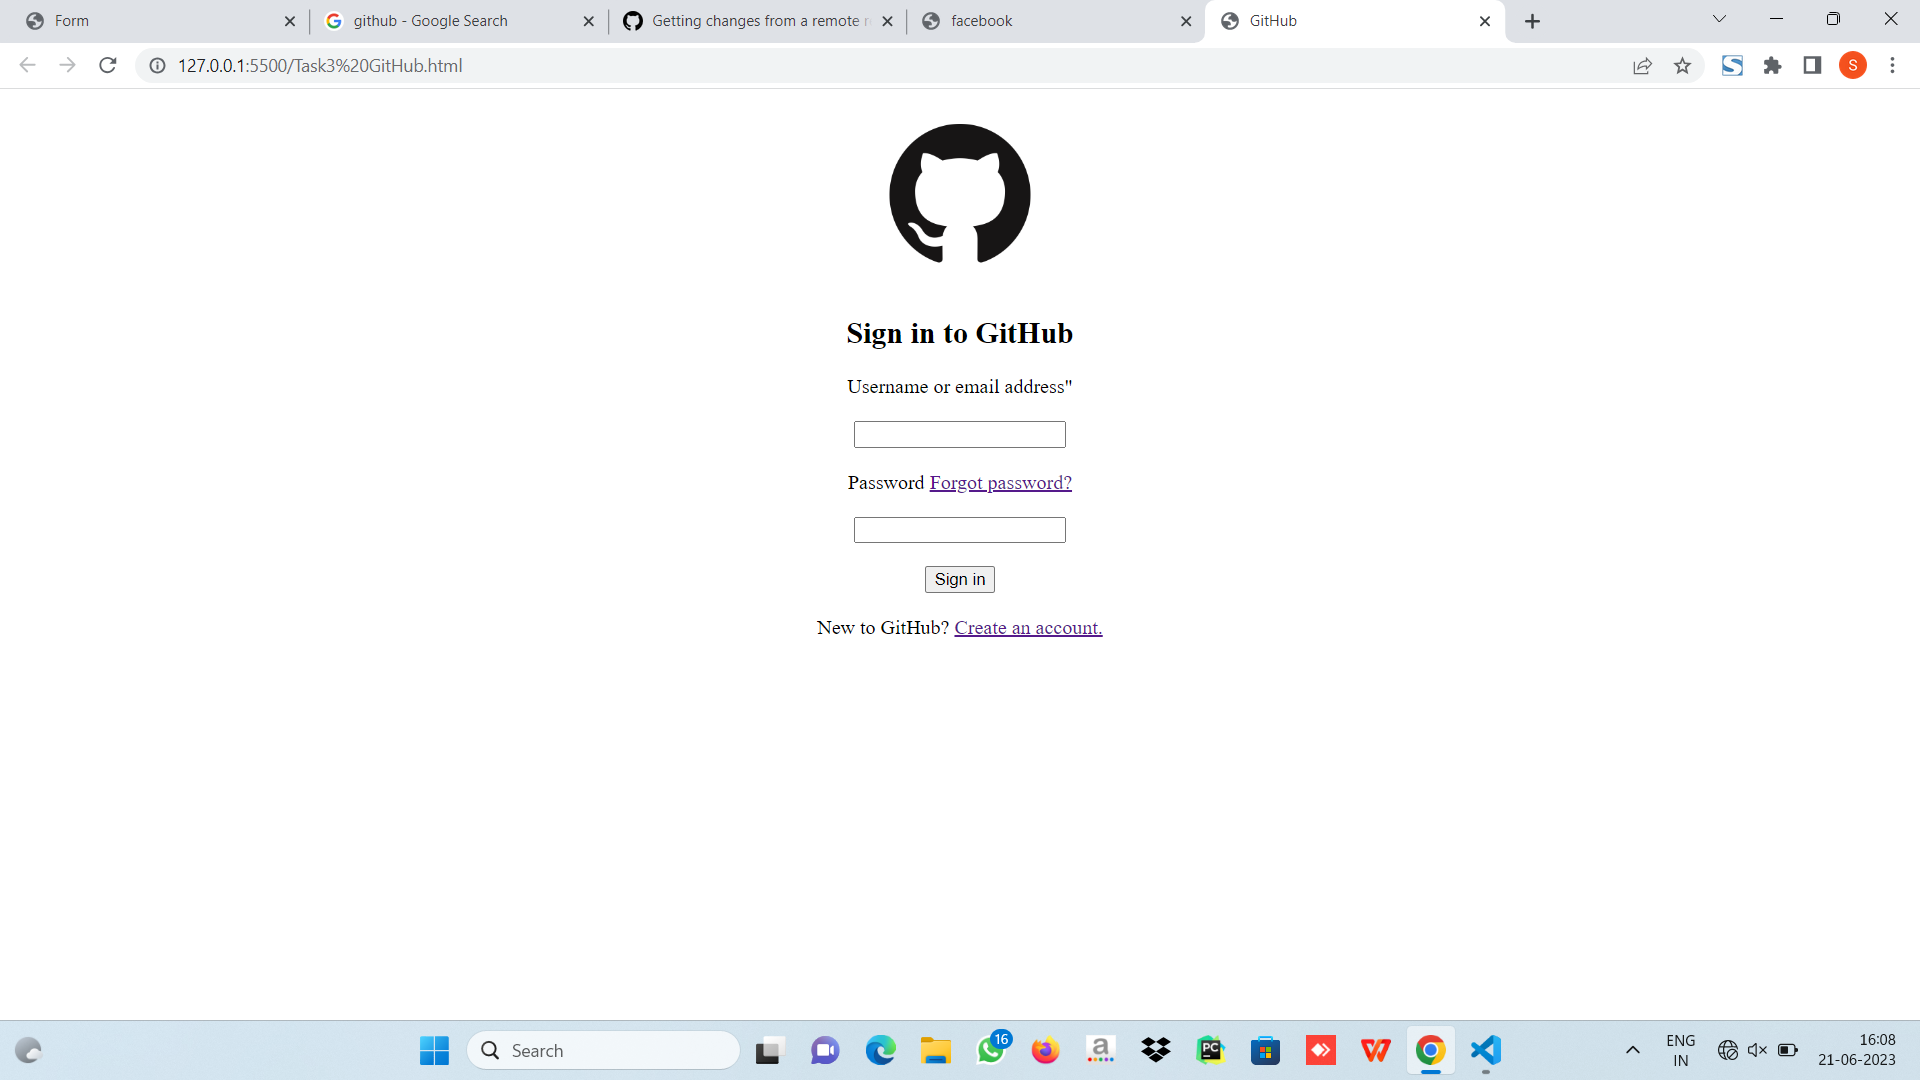 Form
github - Google Search
Getting changes from a remote r
facebook
GitHub
127.0.0.1:5500/Task3%20GitHub.html
S
S
Sign in to GitHub
Username or email address"
Password Forgot password?
Sign in
New to GitHub? Create an account.
Search
16
a
PC
ENG
IN
16:08
21-06-2023